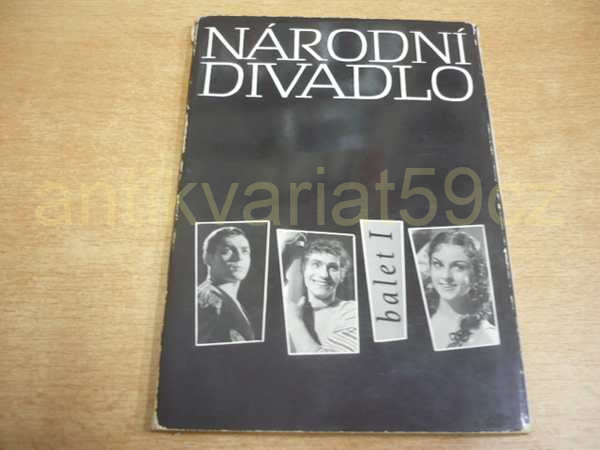 NÁRODNÍ
DIVADLO
antikvariat59cz
balet I